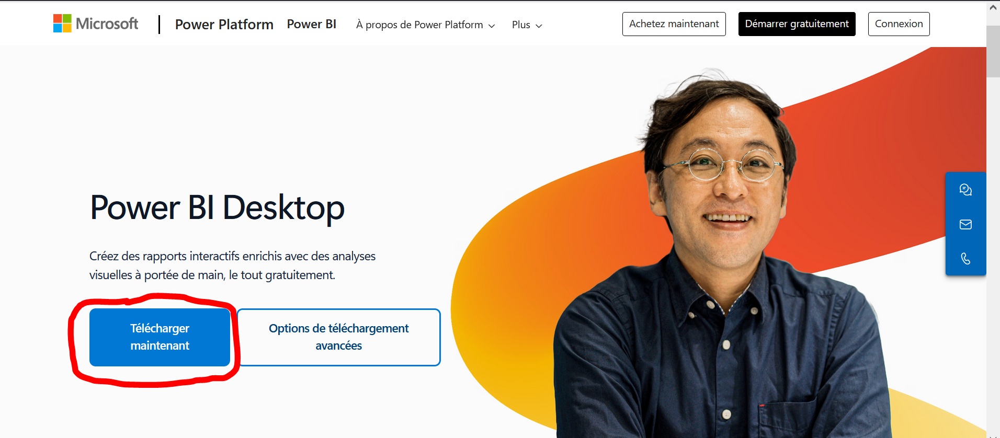 Microsoft
Power Platform
Power BI
À propos de Power Platform
Plus
Achetez maintenant
Démarrer gratuitement
Connexion
Power BI Desktop
Créez des rapports interactifs enrichis avec des analyses
visuelles à portée de main, le tout gratuitement.
Télécharger
maintenant
Options de téléchargement
avancées